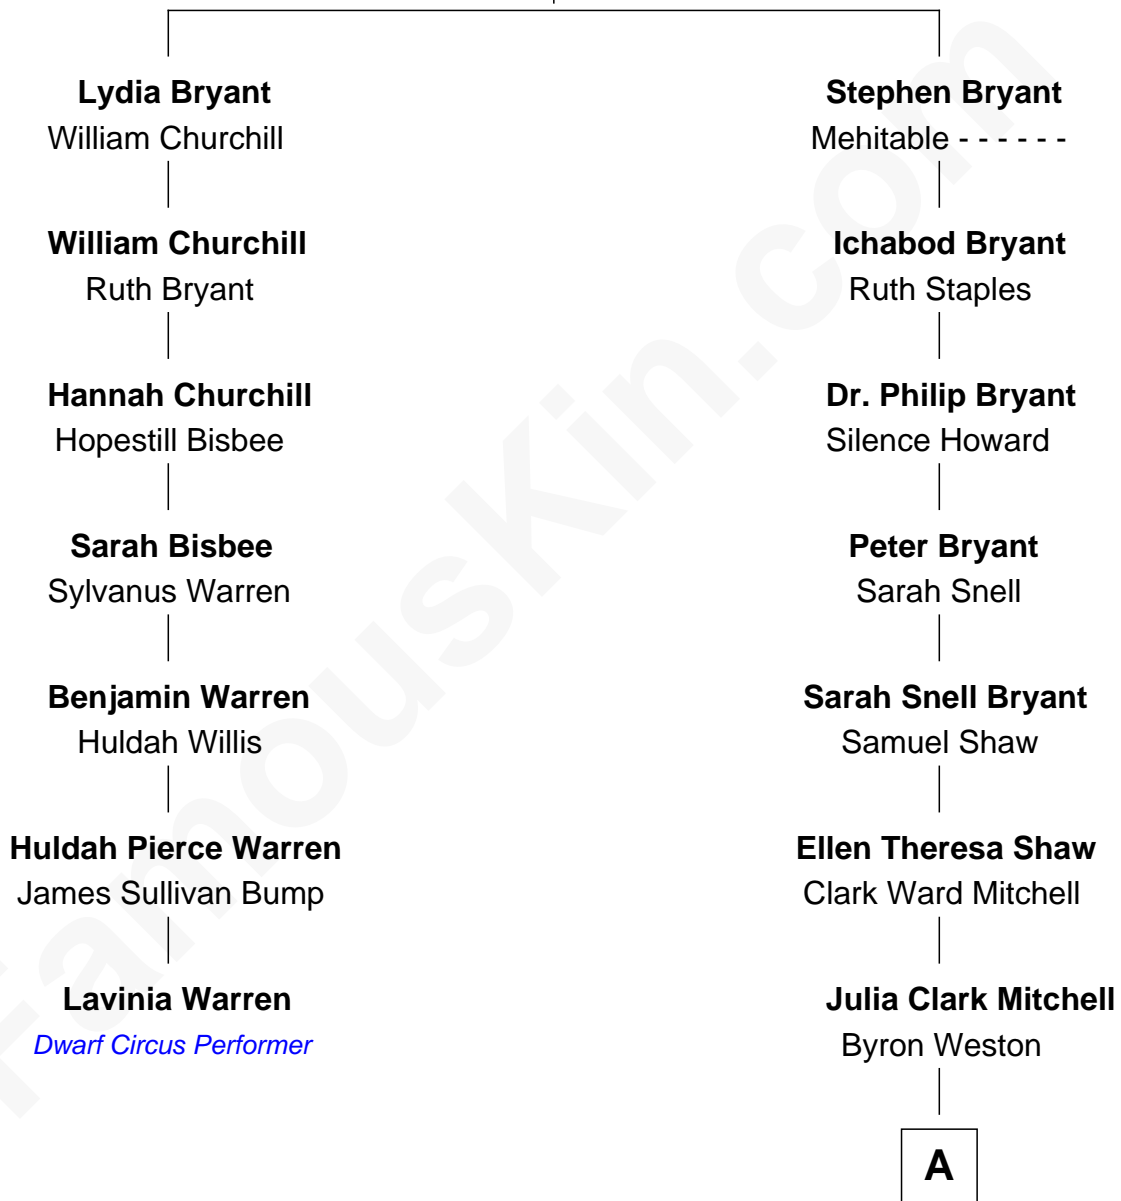 Lydia Bryant
William Churchill
William Churchill
Ruth Bryant
Hannah Churchill
Hopestill Bisbee
Sarah Bisbee
Sylvanus Warren
Benjamin Warren
Huldah Willis
Huldah Pierce Warren
James Sullivan Bump
Lavinia Warren
Dwarf Circus Performer
Stephen Bryant
Mehitable - - - - - -
Ichabod Bryant
Ruth Staples
Dr. Philip Bryant
Silence Howard
Peter Bryant
Sarah Snell
Sarah Snell Bryant
Samuel Shaw
Ellen Theresa Shaw
Clark Ward Mitchell
Julia Clark Mitchell
Byron Weston
A
FamousKin.com